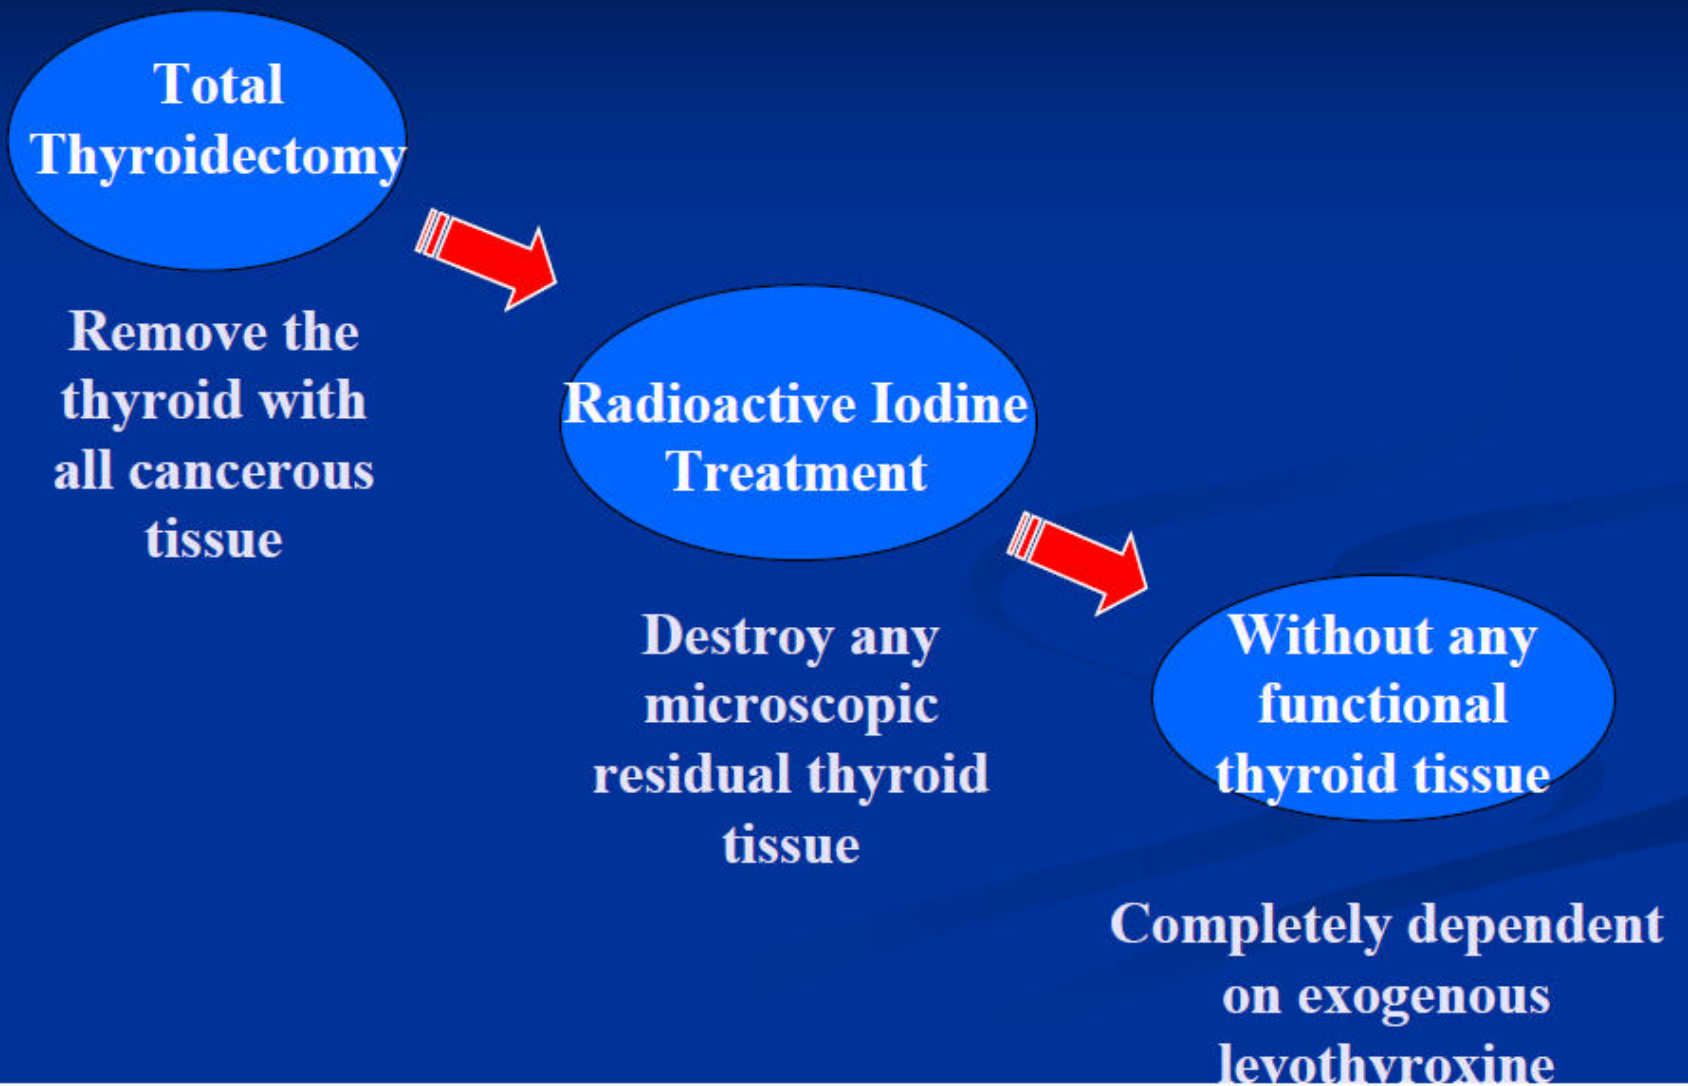 Total
Thyroidectomy
Remove the
thyroid with
all cancerous
tissue
Radioactive Iodine
Treatment
Destroy any
microscopic
residual thyroid
tissue
Without any
functional
thyroid tissue
Completely dependent
on exogenous
levothyroxine